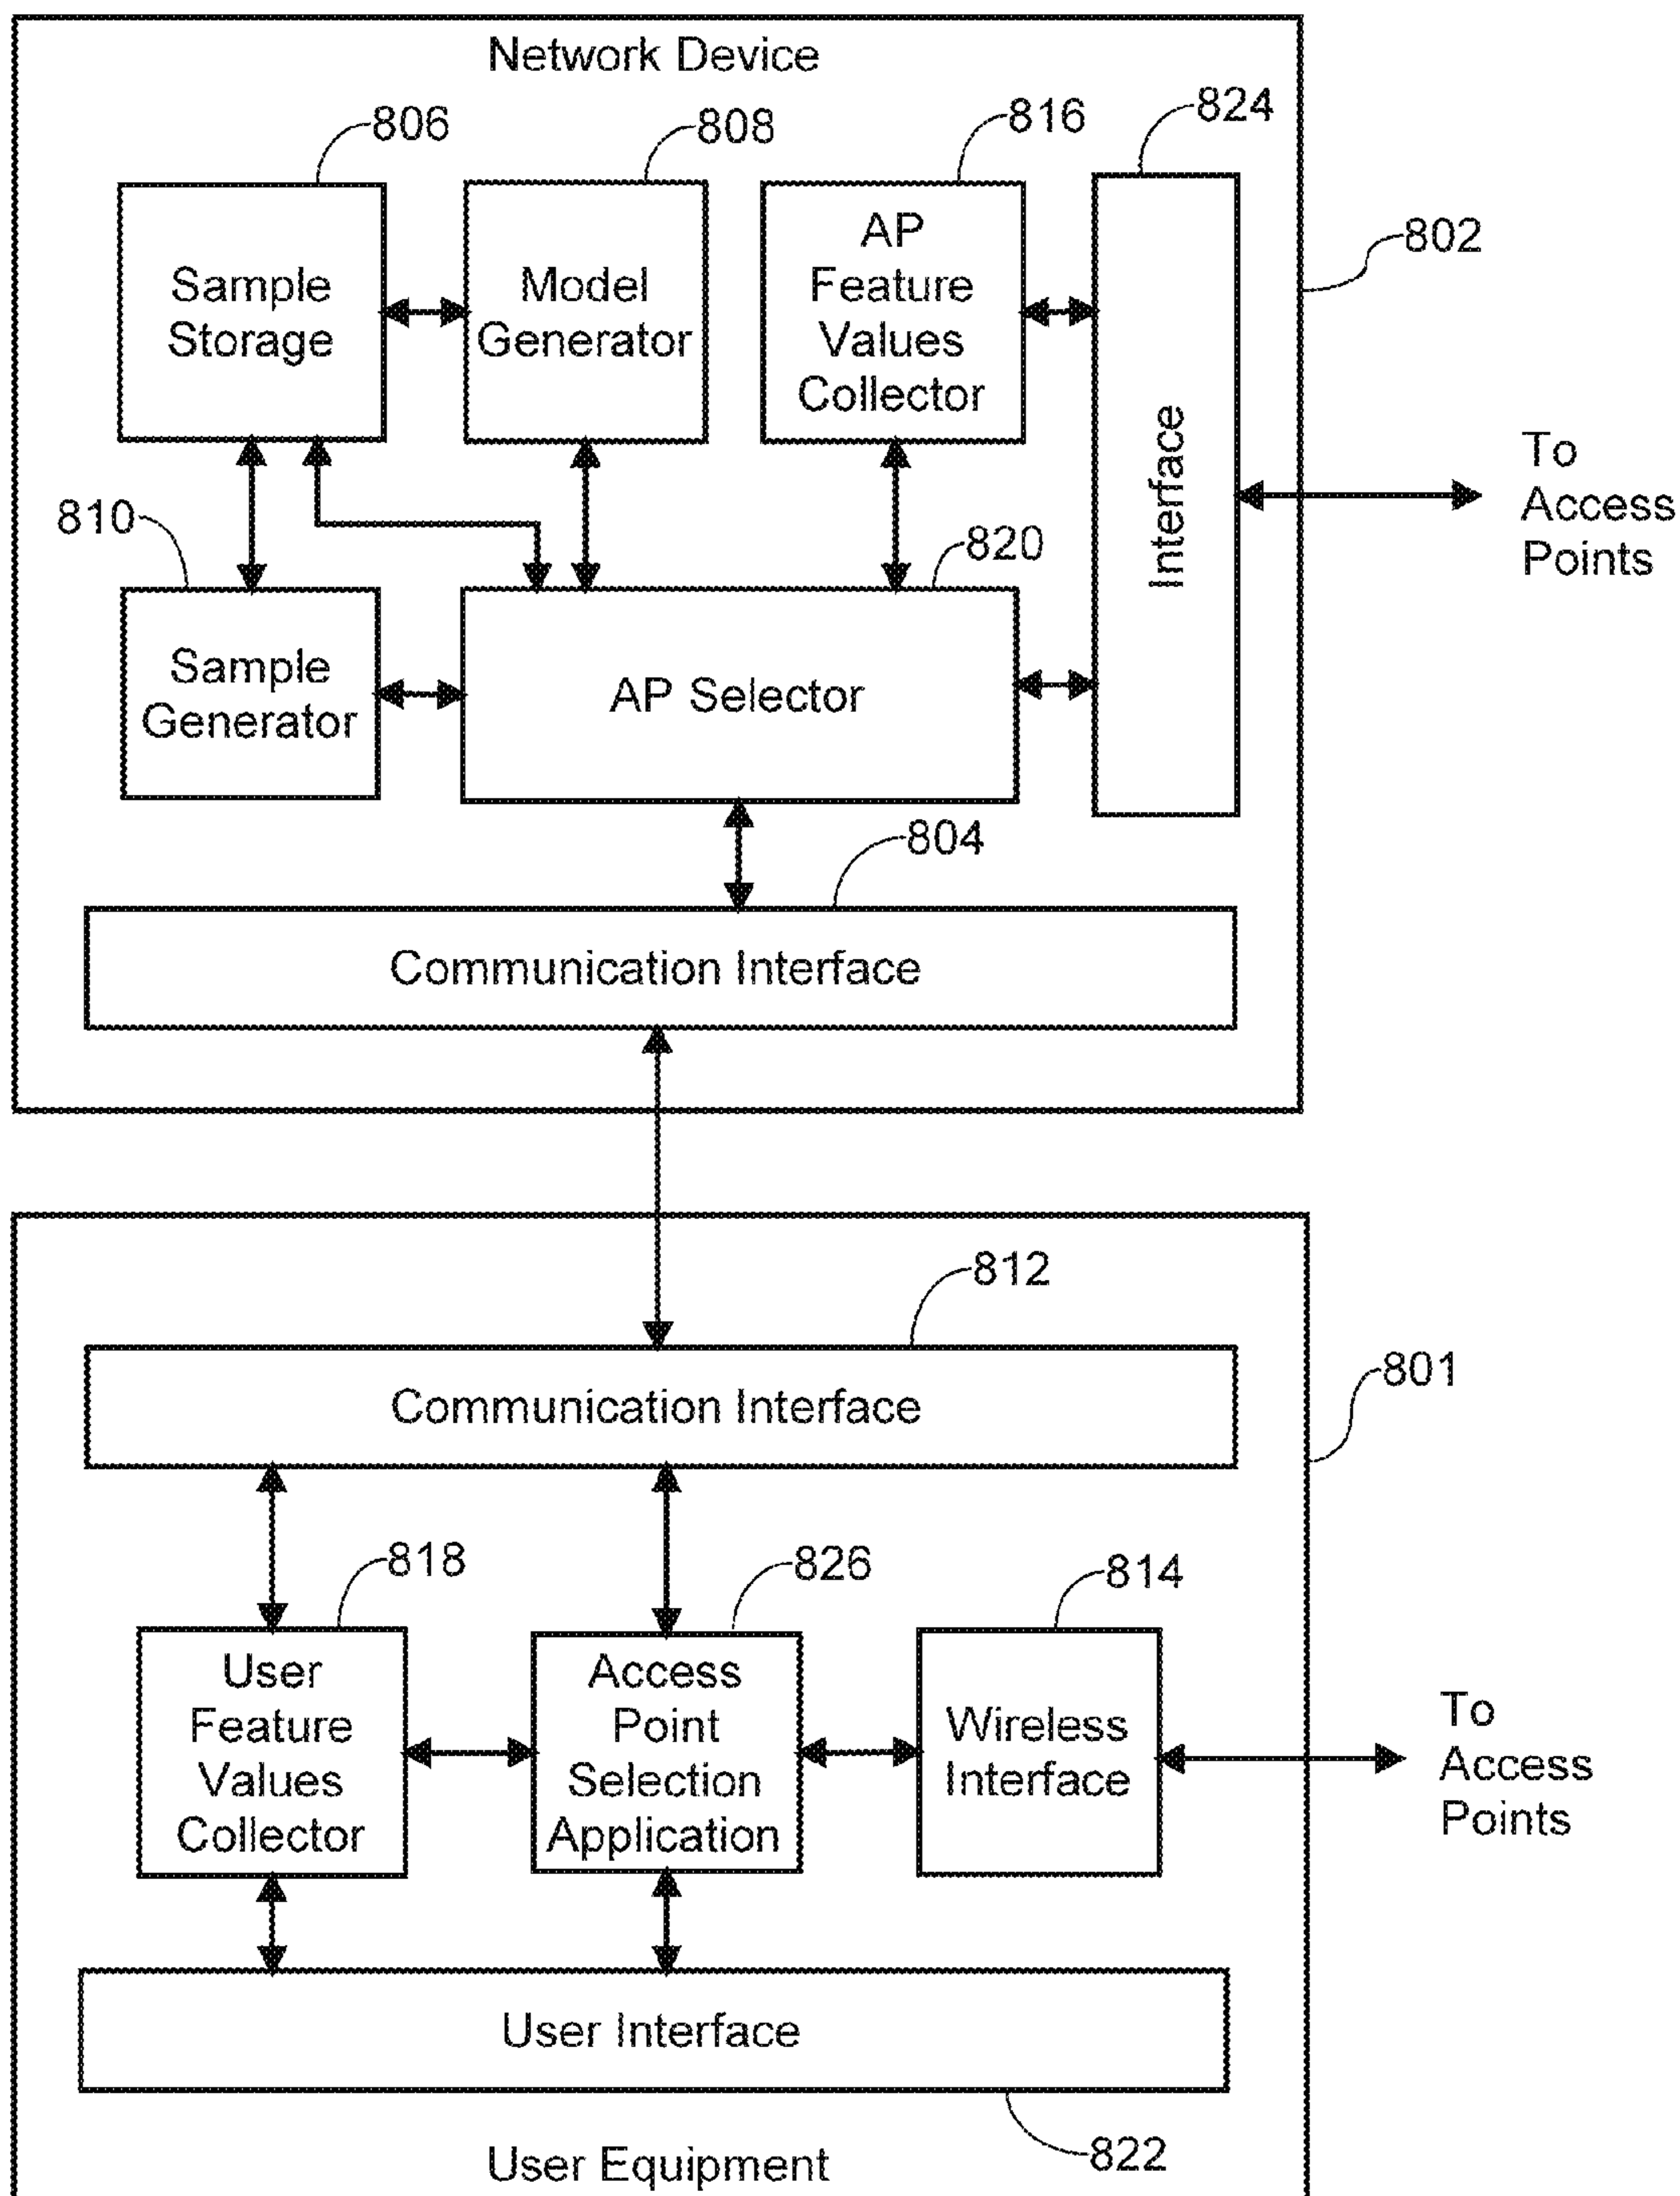 Network Device
806
808
816
824
802
Sample
Storage
Model
Generator
AP
Feature
Values
Collector
Interface
To
Access
Points
810
820
Sample
Generator
AP Selector
804
Communication Interface
812
801
Communication Interface
818
826
814
User
Feature
Values
Collector
Access
Point
Selection
Application
Wireless
Interface
To
Access
Points
User Interface
822
User Equipment